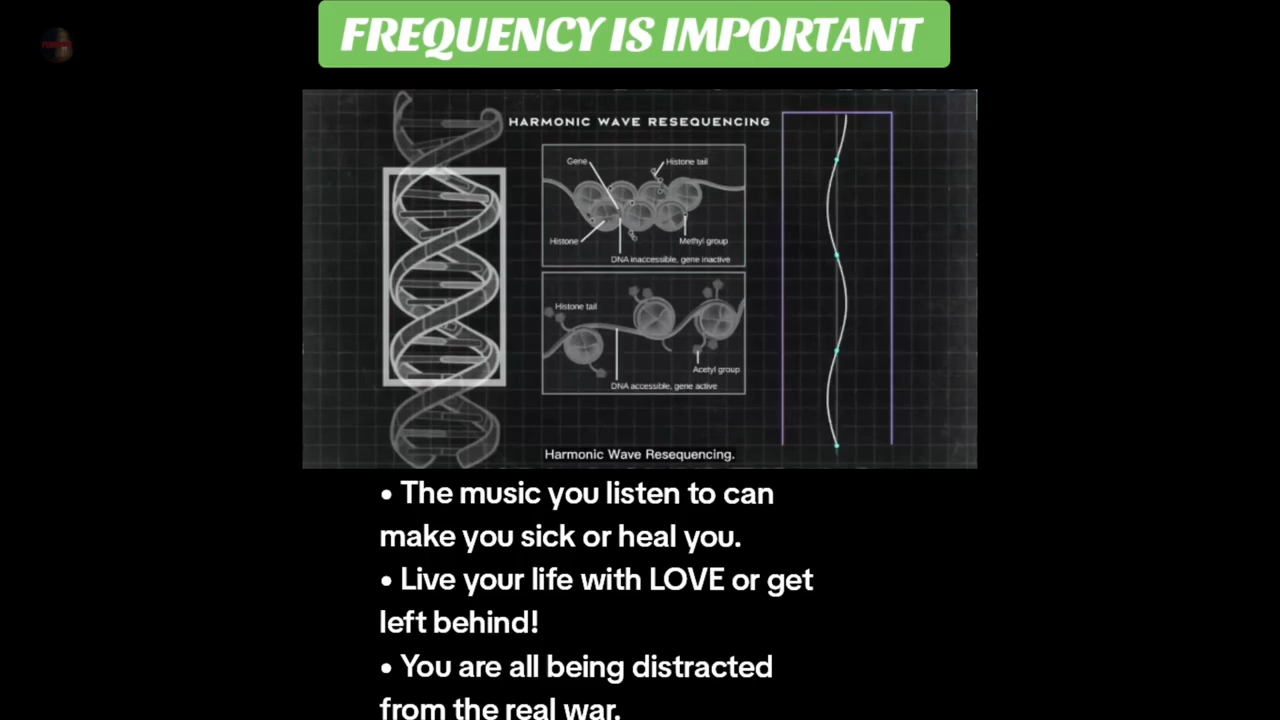 FREQUENCY IS IMPORTANT
HARMONIC WAVE RESEQUENCING
Gene
Histone tail
Histone
Methyl group
DNA inaccessible, gene inactive
Histone tail
Acetyl group
DNA accessible, gene active
Harmonic Wave Resequencing.
• The music you listen to can
make you sick or heal you.
• Live your life with LOVE or get
left behind!
• You are all being distracted
from the real war.